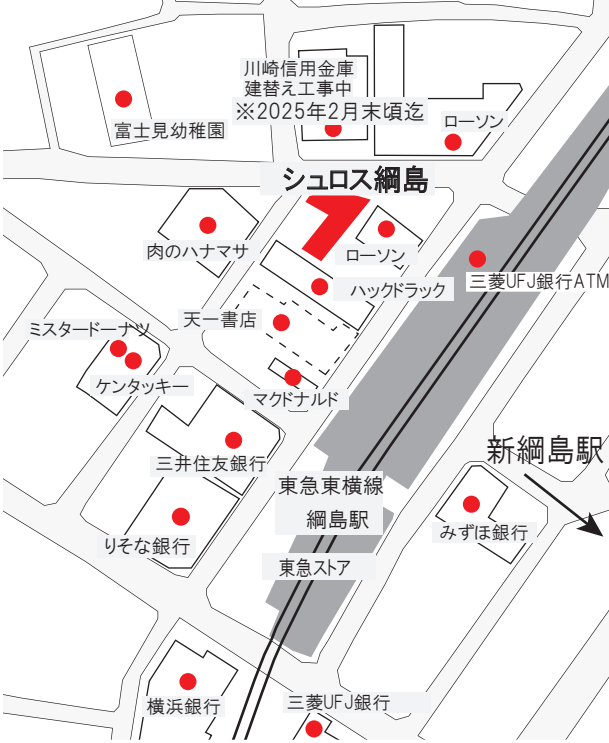 川崎信用金庫
建替え工事中
※2025年2月末頃迄
富士見幼稚園
ローソン
シュロス綱島
肉のハナマサ
ローソン
三菱UFJ銀行ATM
ハックドラック
天一書店
ミスタードーナツ
ケンタッキー
マクドナルド
新綱島駅
三井住友銀行
東急東横線
綱島駅
みずほ銀行
りそな銀行
東急ストア
横浜銀行
三菱UFJ銀行